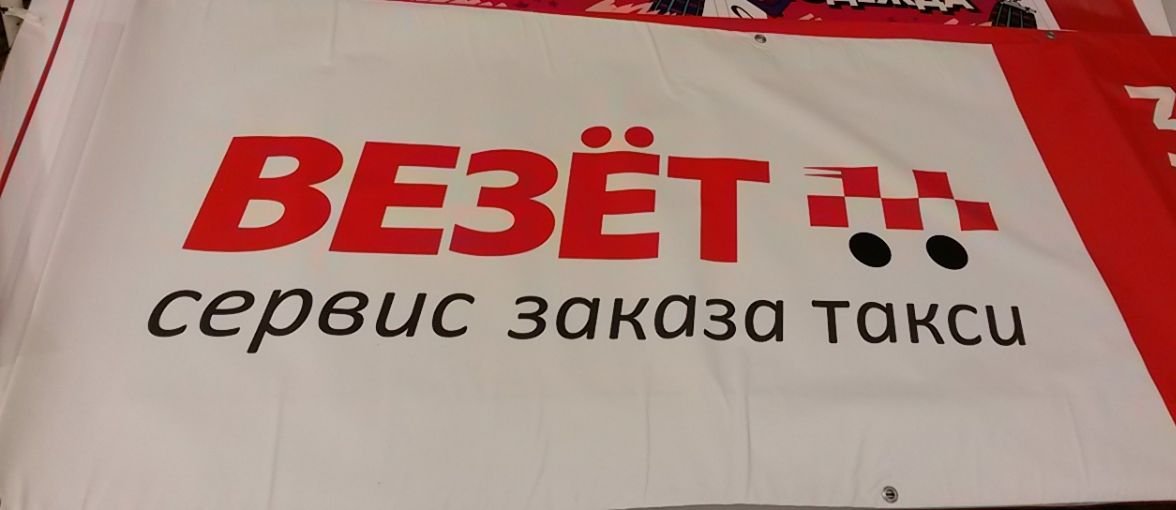 ВЕЗЁТ
сервис заказа такси